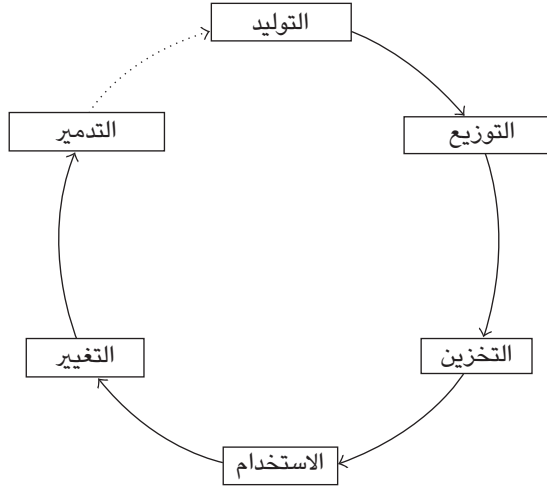 التوليد
التوزيع
التخزين
الاستخدام
التغيير
التدمير